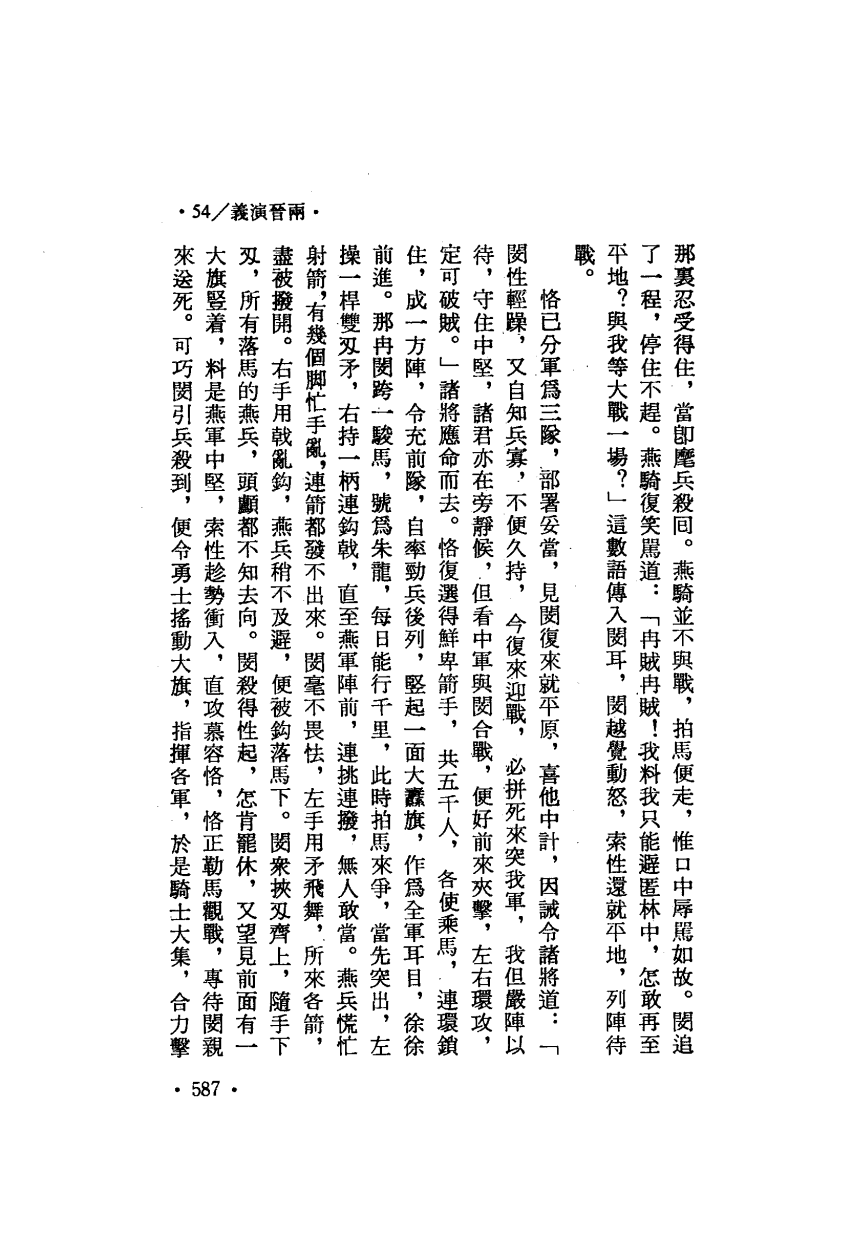 •54／義演晉兩•
那裏忍受得住，當卽麾兵殺回。燕騎並不與戰，拍馬便走，惟口中辱罵如故。閔追
了一程，停住不趕。燕騎復笑罵道：「冉賊冉賊！我料我只能避匿林中，怎敢再至
平地？與我等大戰一場？」這數語傳入閔耳，閔越覺動怒，索性還就平地，列陣待
戰。
恪已分軍爲三隊，部署妥當，見閔復來就平原，喜他中計，因誡令諸將道：「
閔性輕躁，又自知兵寡，不便久持，今復來迎戰，必拼死來突我軍，我但嚴陣以
待，守住中堅，諸君亦在旁靜候，但看中軍與閔合戰，便好前來夾擊，左右環攻，
定可破賊。」諸將應命而去。恪復選得鮮卑箭手，共五千人，各使乘馬，連環鎖
住，成一方陣，令充前隊，自率勁兵後列，竪起一面大纛旗，作爲全軍耳目，徐徐
前進。那冉閔跨一駿馬，號爲朱龍，每日能行千里，此時拍馬來爭，當先突出，左
操一桿雙刄矛，右持一柄連鈎戟，直至燕軍陣前，連挑連撥，無人敢當。燕兵慌忙
射箭，有幾個脚忙手亂，連箭都發不出來。閔毫不畏怯，左手用矛飛舞，所來各箭，
盡被撥開。右手用戟亂鈎，燕兵稍不及避，便被鈎落馬下。閔衆挾刄齊上，隨手下
刄，所有落馬的燕兵，頭顱都不知去向。閔殺得性起，怎肯罷休，又望見前面有一
大旗豎着，料是燕軍中堅，索性趁勢衝入，直攻慕容恪，恪正勒馬觀戰，專待閔親
來送死。可巧閔引兵殺到，便令勇士搖動大旗，指揮各軍，於是騎士大集，合力擊
•587•